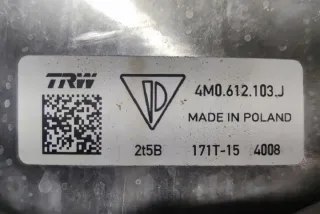 TRW
4M0.612.103.J
MADE IN POLAND
2t5B
171T-15 4008